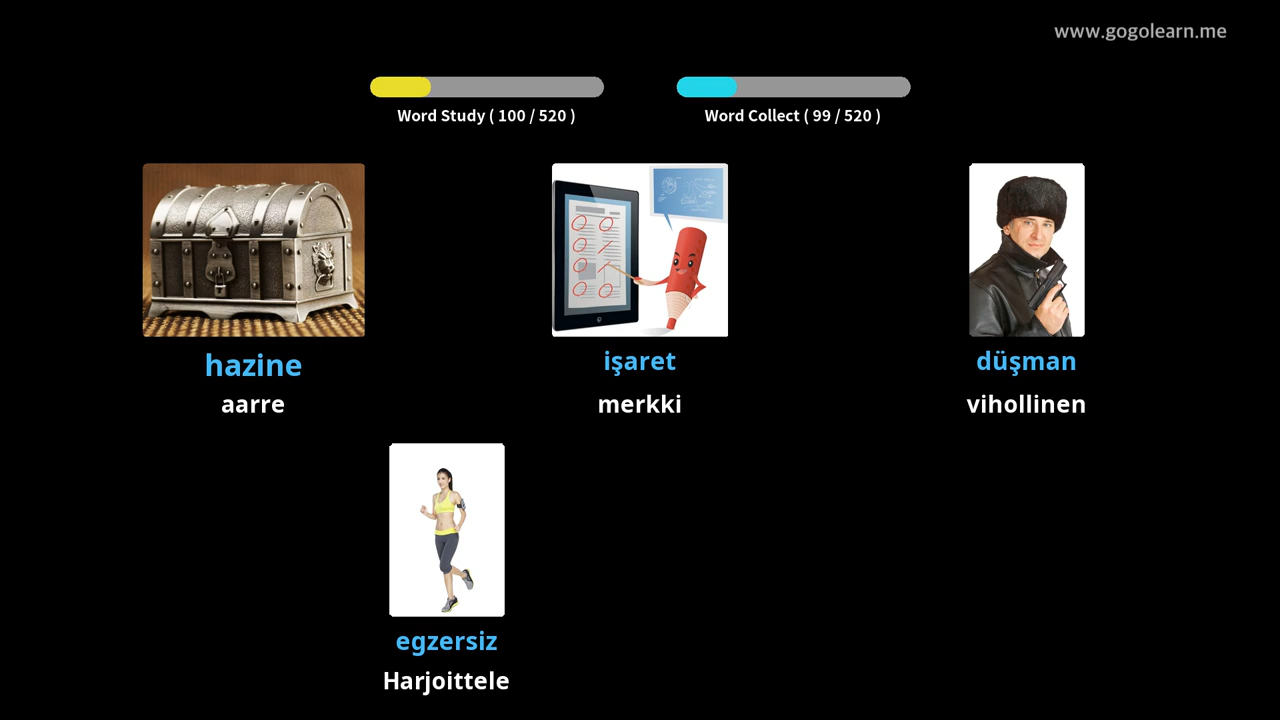 www.gogolearn.me
Word Study ( 100 / 520 )
Word Collect ( 99 / 520 )
hazine
aarre
işaret
merkki
düşman
vihollinen
egzersiz
Harjoittele